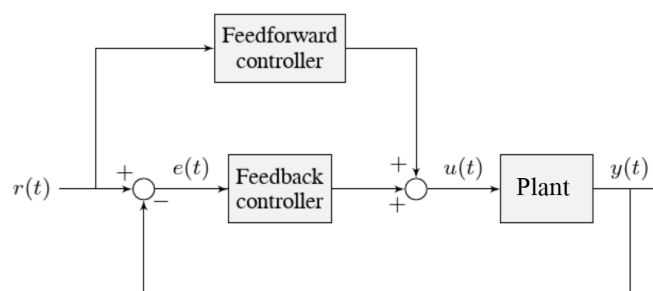 Feedforward
controller
+
e(t)
+
u(t)
y(t)
r(t)
−
Feedback
controller
+
Plant